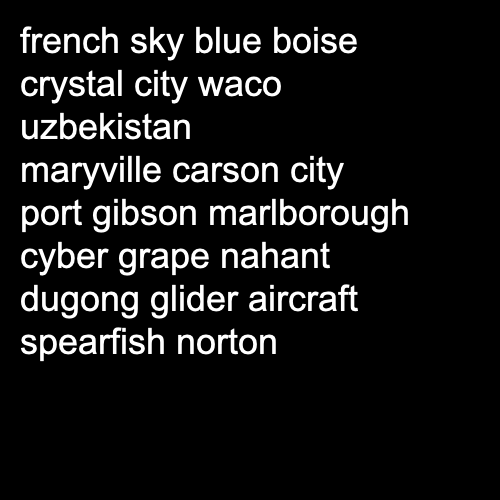 french sky blue boise
crystal city waco
uzbekistan
maryville carson city
port gibson marlborough
cyber grape nahant
dugong glider aircraft
spearfish norton